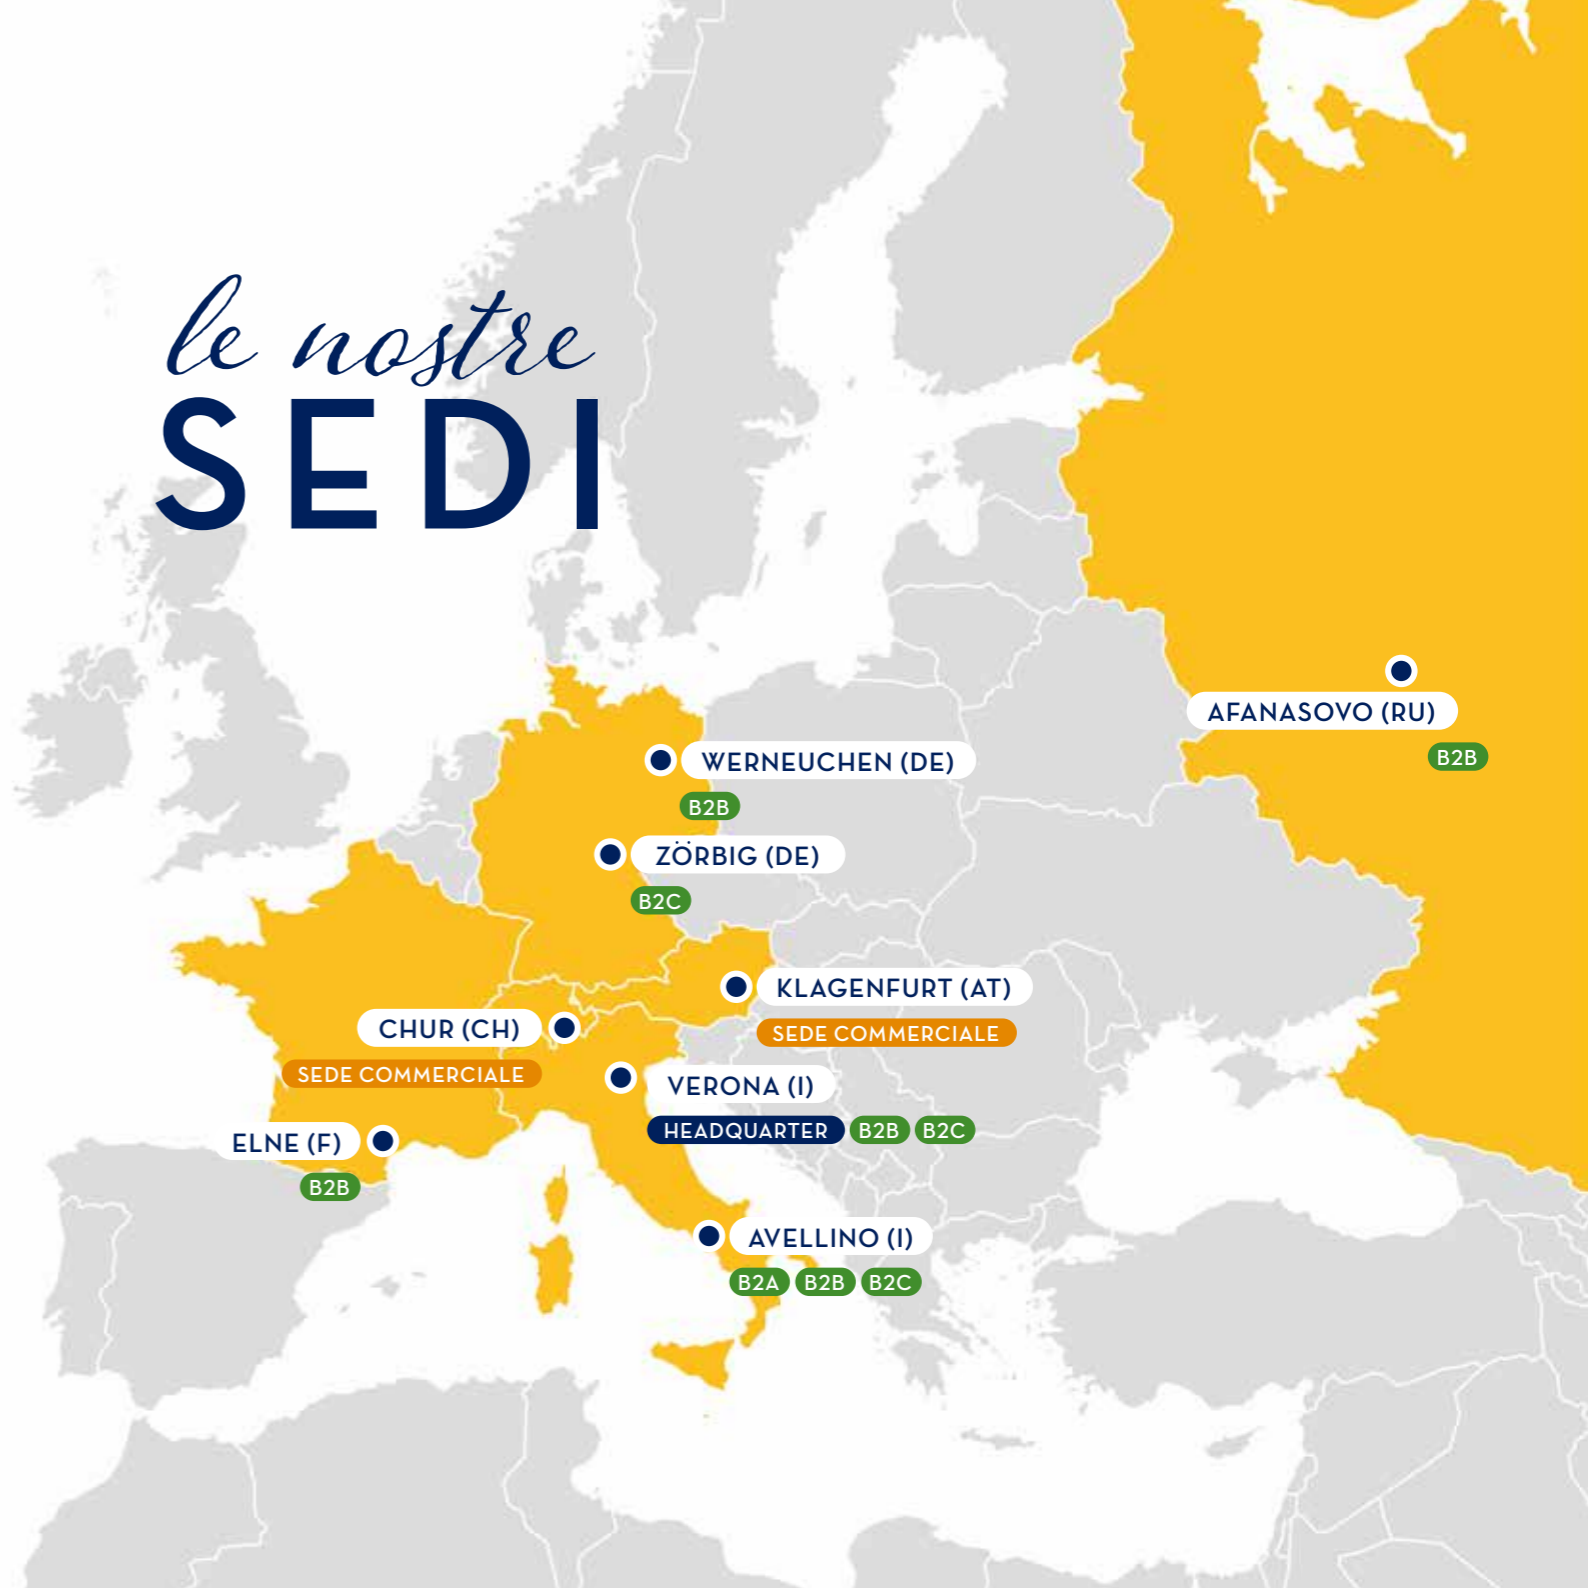 le nostre
SEDI
AFANASOVO (RU)
B2B
WERNEUCHEN (DE)
B2B
ZÖRBIG (DE)
B2C
KLAGENFURT (AT)
SEDE COMMERCIALE
CHUR (CH)
SEDE COMMERCIALE
VERONA (I)
HEADQUARTER B2B B2C
ELNE (F)
B2B
AVELLINO (I)
B2A B2B B2C